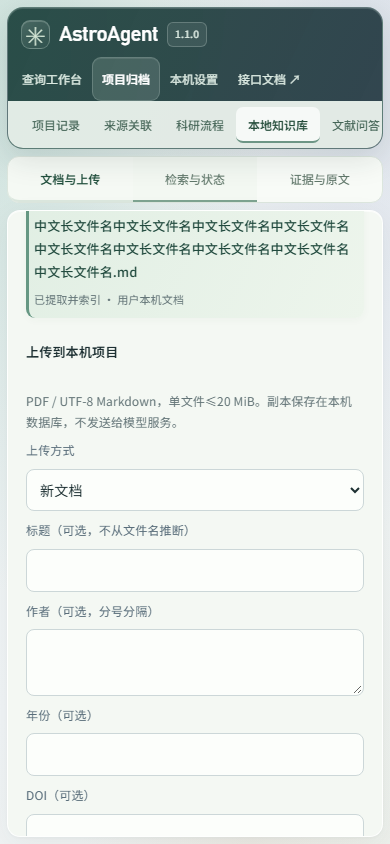 AstroAgent 1.1.0
查询工作台 项目归档 本机设置 接口文档 ↗
项目记录 来源关联 科研流程 本地知识库 文献问答
文档与上传 检索与状态 证据与原文
中文长文件名中文长文件名中文长文件名中文长文件名
中文长文件名中文长文件名中文长文件名中文长文件名
中文长文件名.md
已提取并索引 · 用户本机文档
上传到本机项目
PDF / UTF-8 Markdown，单文件≤20 MiB。副本保存在本机
数据库，不发送给模型服务。
上传方式
新文档
标题（可选，不从文件名推断）
作者（可选，分号分隔）
年份（可选）
DOI（可选）